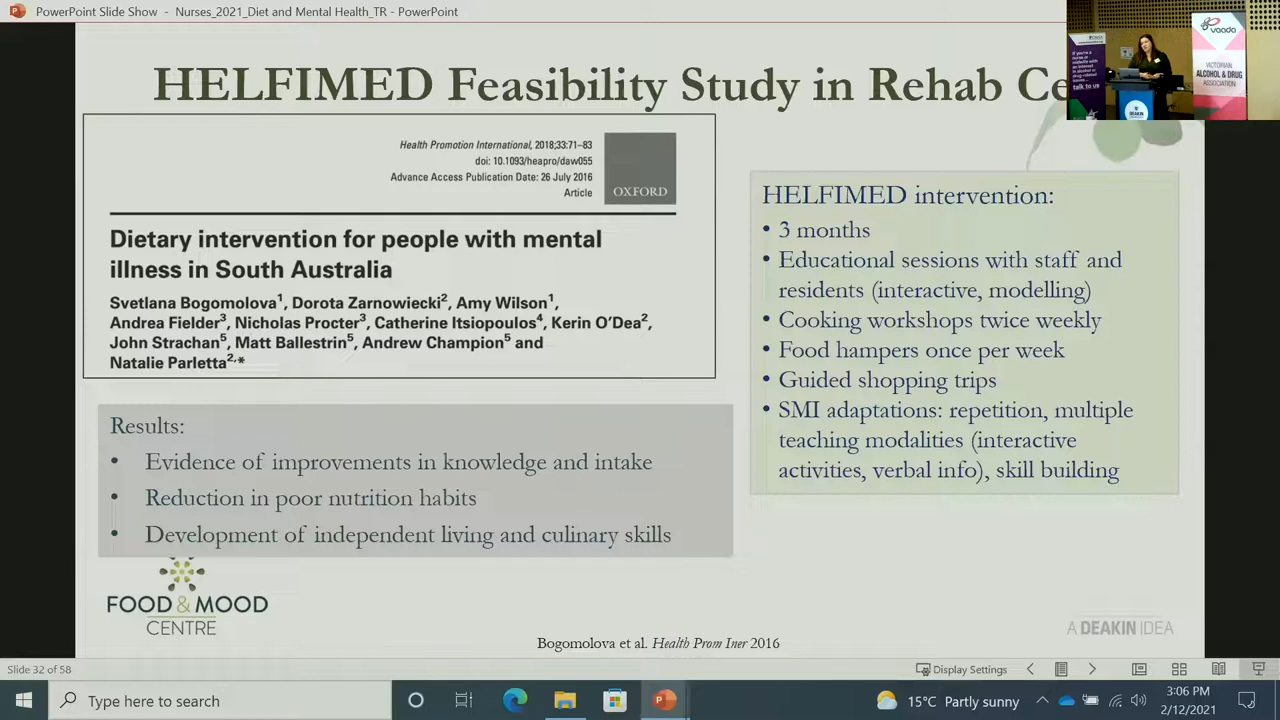 PowerPoint Slide Show - Nurses_2021_Diet and Mental Health_TR - PowerPoint
HELFIMED Feasibility Study in Rehab Ce
vaada
VICTORIAN
ALCOHOL & DRUG
ASSOCIATION
talk to us
DEAKIN
Health Promotion International, 2018;33:71–83
doi: 10.1093/heapro/daw055
Advance Access Publication Date: 26 July 2016
Article
OXFORD
Dietary intervention for people with mental
illness in South Australia
Svetlana Bogomolova1, Dorota Zarnowiecki2, Amy Wilson1,
Andrea Fielder3, Nicholas Procter3, Catherine Itsiopoulos4, Kerin O'Dea2,
John Strachan5, Matt Ballestrin5, Andrew Champion5 and
Natalie Parletta2,*
HELFIMED intervention:
• 3 months
• Educational sessions with staff and
residents (interactive, modelling)
• Cooking workshops twice weekly
• Food hampers once per week
• Guided shopping trips
• SMI adaptations: repetition, multiple
teaching modalities (interactive
activities, verbal info), skill building
Results:
• Evidence of improvements in knowledge and intake
• Reduction in poor nutrition habits
• Development of independent living and culinary skills
FOOD & MOOD
CENTRE
A DEAKIN IDEA
Bogomolova et al. Health Prom Iner 2016
Slide 32 of 58
Display Settings
Type here to search
15°C Partly sunny
3:06 PM
2/12/2021